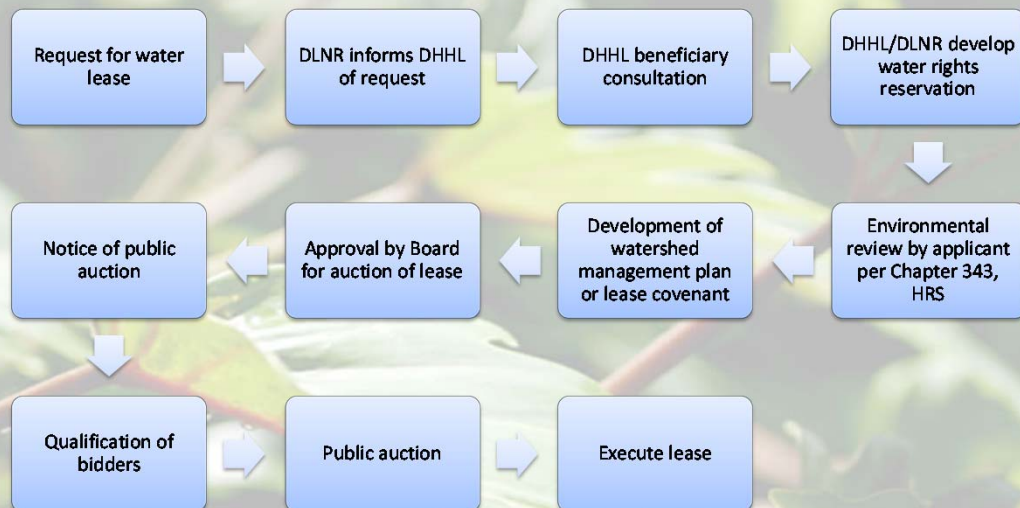 Request for water
lease
DLNR informs DHHL
of request
DHHL beneficiary
consultation
DHHL/DLNR develop
water rights
reservation
Environmental
review by applicant
per Chapter 343,
HRS
Development of
watershed
management plan
or lease covenant
Approval by Board
for auction of lease
Notice of public
auction
Qualification of
bidders
Public auction
Execute lease